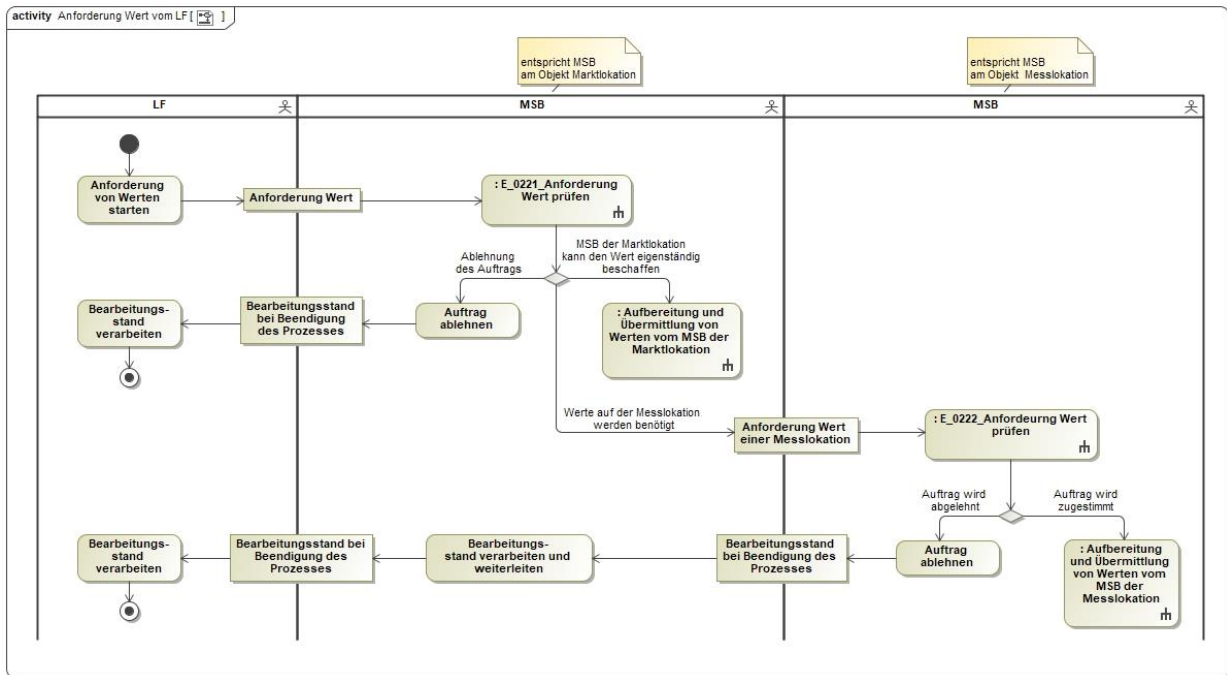 activity Anforderung Wert vom LF [ ]
entspricht MSB
am Objekt Marktlokation
entspricht MSB
am Objekt Messlokation
LF
MSB
MSB
Anforderung
von Werten
starten
Anforderung Wert
: E_0221_Anforderung
Wert prüfen
Ablehnung
des Auftrags
MSB der Marktlokation
kann den Wert eigenständig
beschaffen
Bearbeitungs-
stand
verarbeiten
Bearbeitungsstand
bei Beendigung
des Prozesses
Auftrag
ablehnen
: Aufbereitung und
Übermittlung von
Werten vom MSB der
Marktlokation
Werte auf der Messlokation
werden benötigt
Anforderung Wert
einer Messlokation
: E_0222_Anfordeurng Wert
prüfen
Auftrag wird
abgelehnt
Auftrag wird
zugestimmt
Bearbeitungs-
stand
verarbeiten
Bearbeitungsstand bei
Beendigung des
Prozesses
Bearbeitungs-
stand verarbeiten und
weiterleiten
Bearbeitungsstand
bei Beendigung des
Prozesses
Auftrag
ablehnen
: Aufbereitung
und Übermittlung
von Werten vom
MSB der
Messlokation